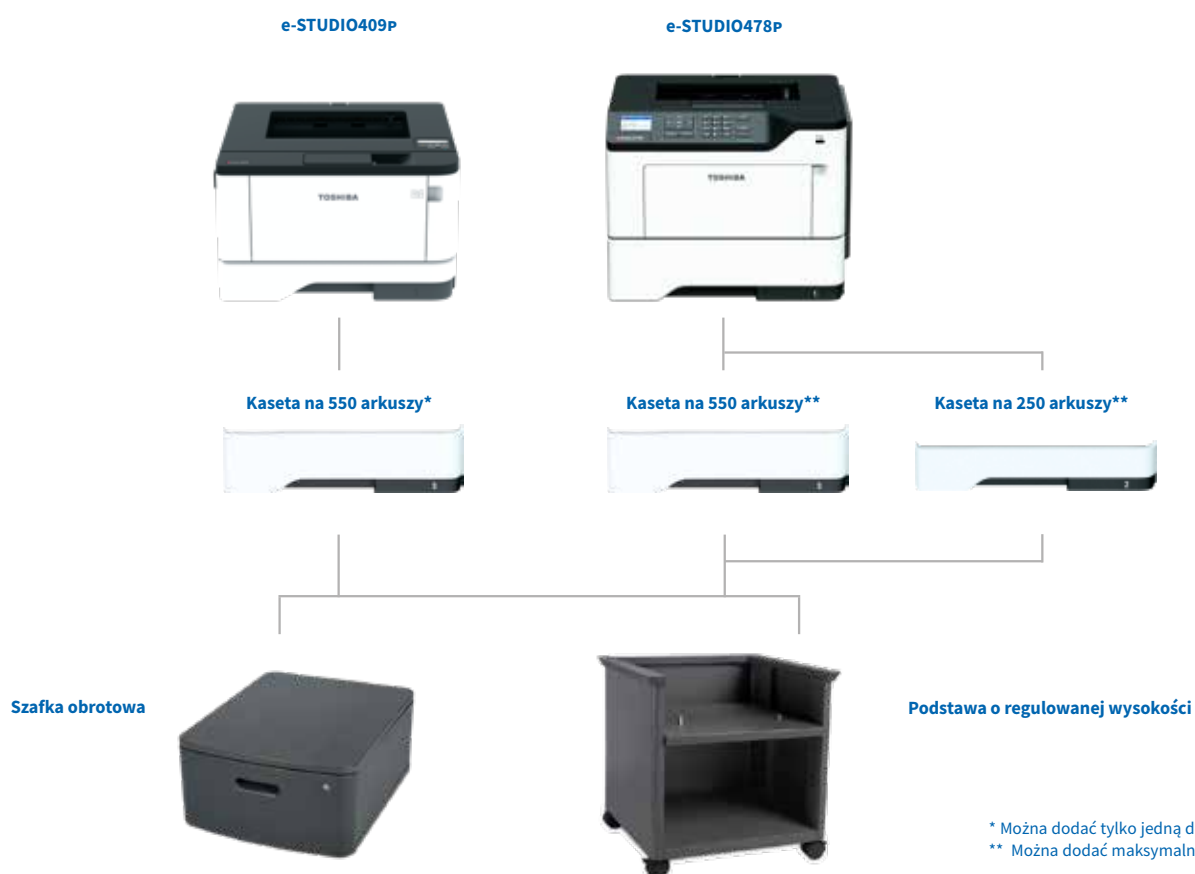 e-STUDIO409P
e-STUDIO478P
TOSHIBA
TOSHIBA
Kaseta na 550 arkuszy*
Kaseta na 550 arkuszy**
Kaseta na 250 arkuszy**
Szafka obrotowa
Podstawa o regulowanej wysokości
* Można dodać tylko jedną d
** Można dodać maksymaln